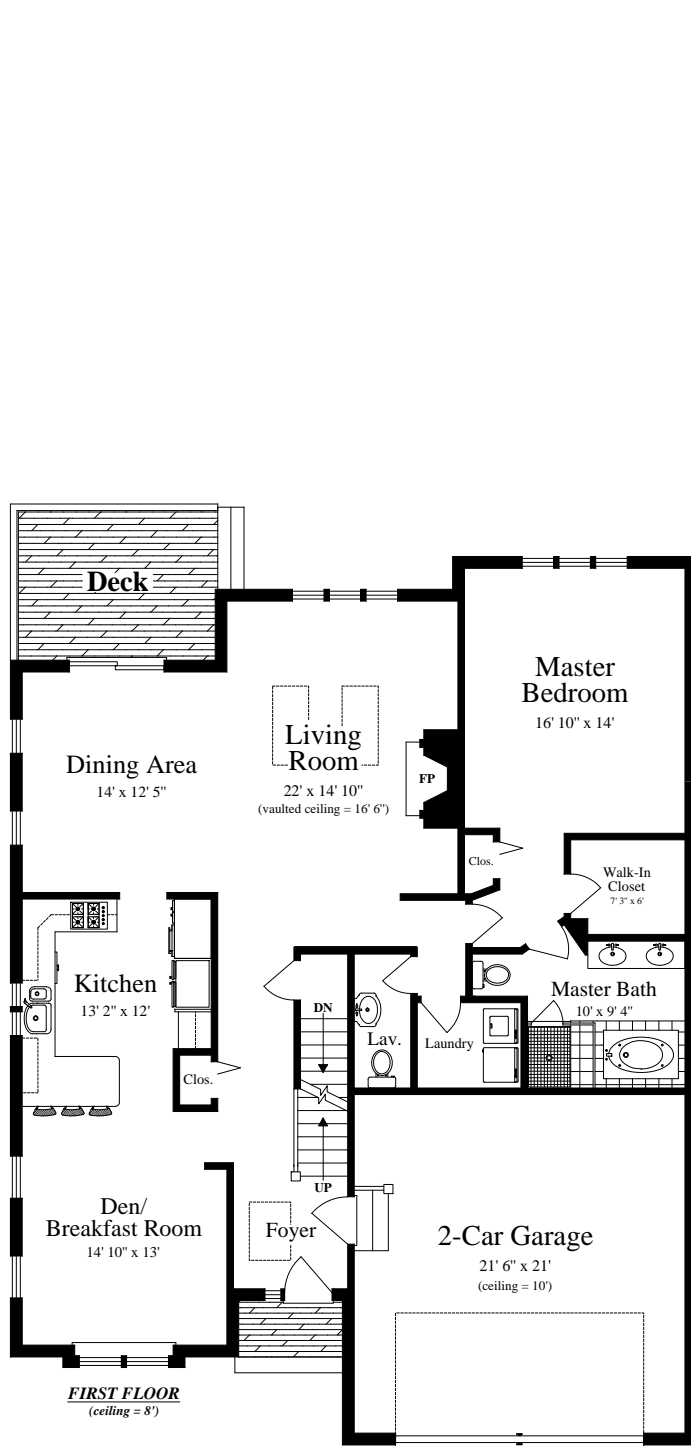 Deck
Master
Bedroom
16' 10" x 14'
Living
Room
22' x 14' 10"
(vaulted ceiling = 16' 6")
FP
Dining Area
14' x 12' 5"
Clos.
Walk-In
Closet
7' 3" x 6'
Kitchen
13' 2" x 12'
DN
Master Bath
10' x 9' 4"
Lav.
Laundry
Clos.
UP
Den/
Breakfast Room
14' 10" x 13'
Foyer
2-Car Garage
21' 6" x 21'
(ceiling = 10')
FIRST FLOOR
(ceiling = 8')